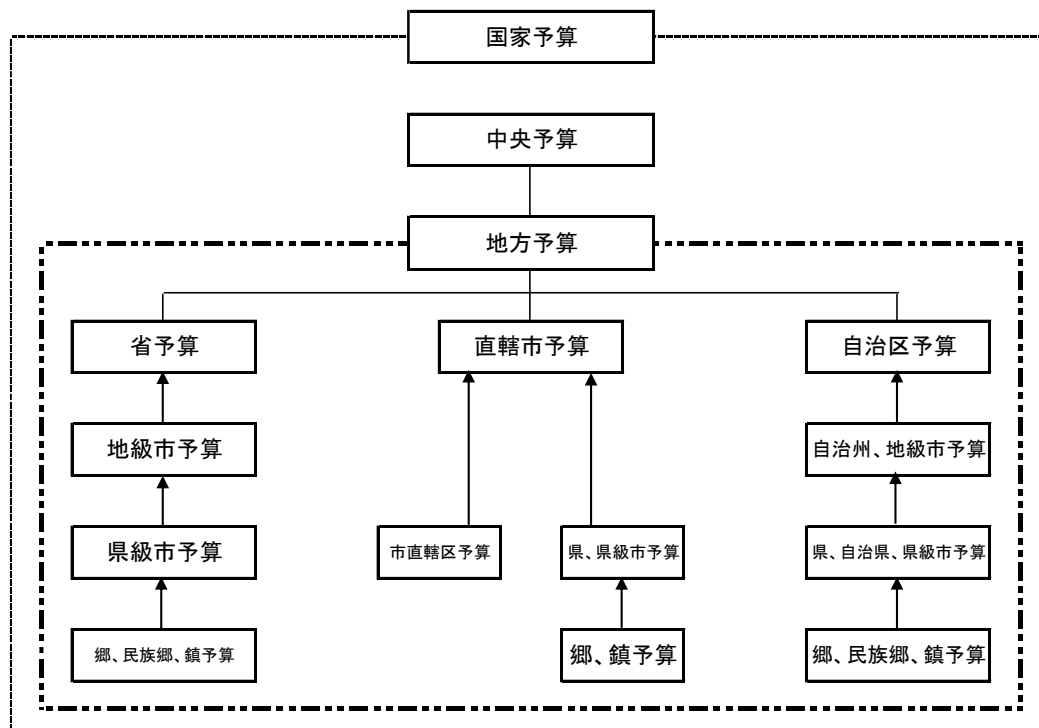 国家予算
中央予算
地方予算
省予算
直轄市予算
自治区予算
地級市予算
自治州、地級市予算
県級市予算
市直轄区予算
県、県級市予算
県、自治県、県級市予算
郷、民族郷、鎮予算
郷、鎮予算
郷、民族郷、鎮予算